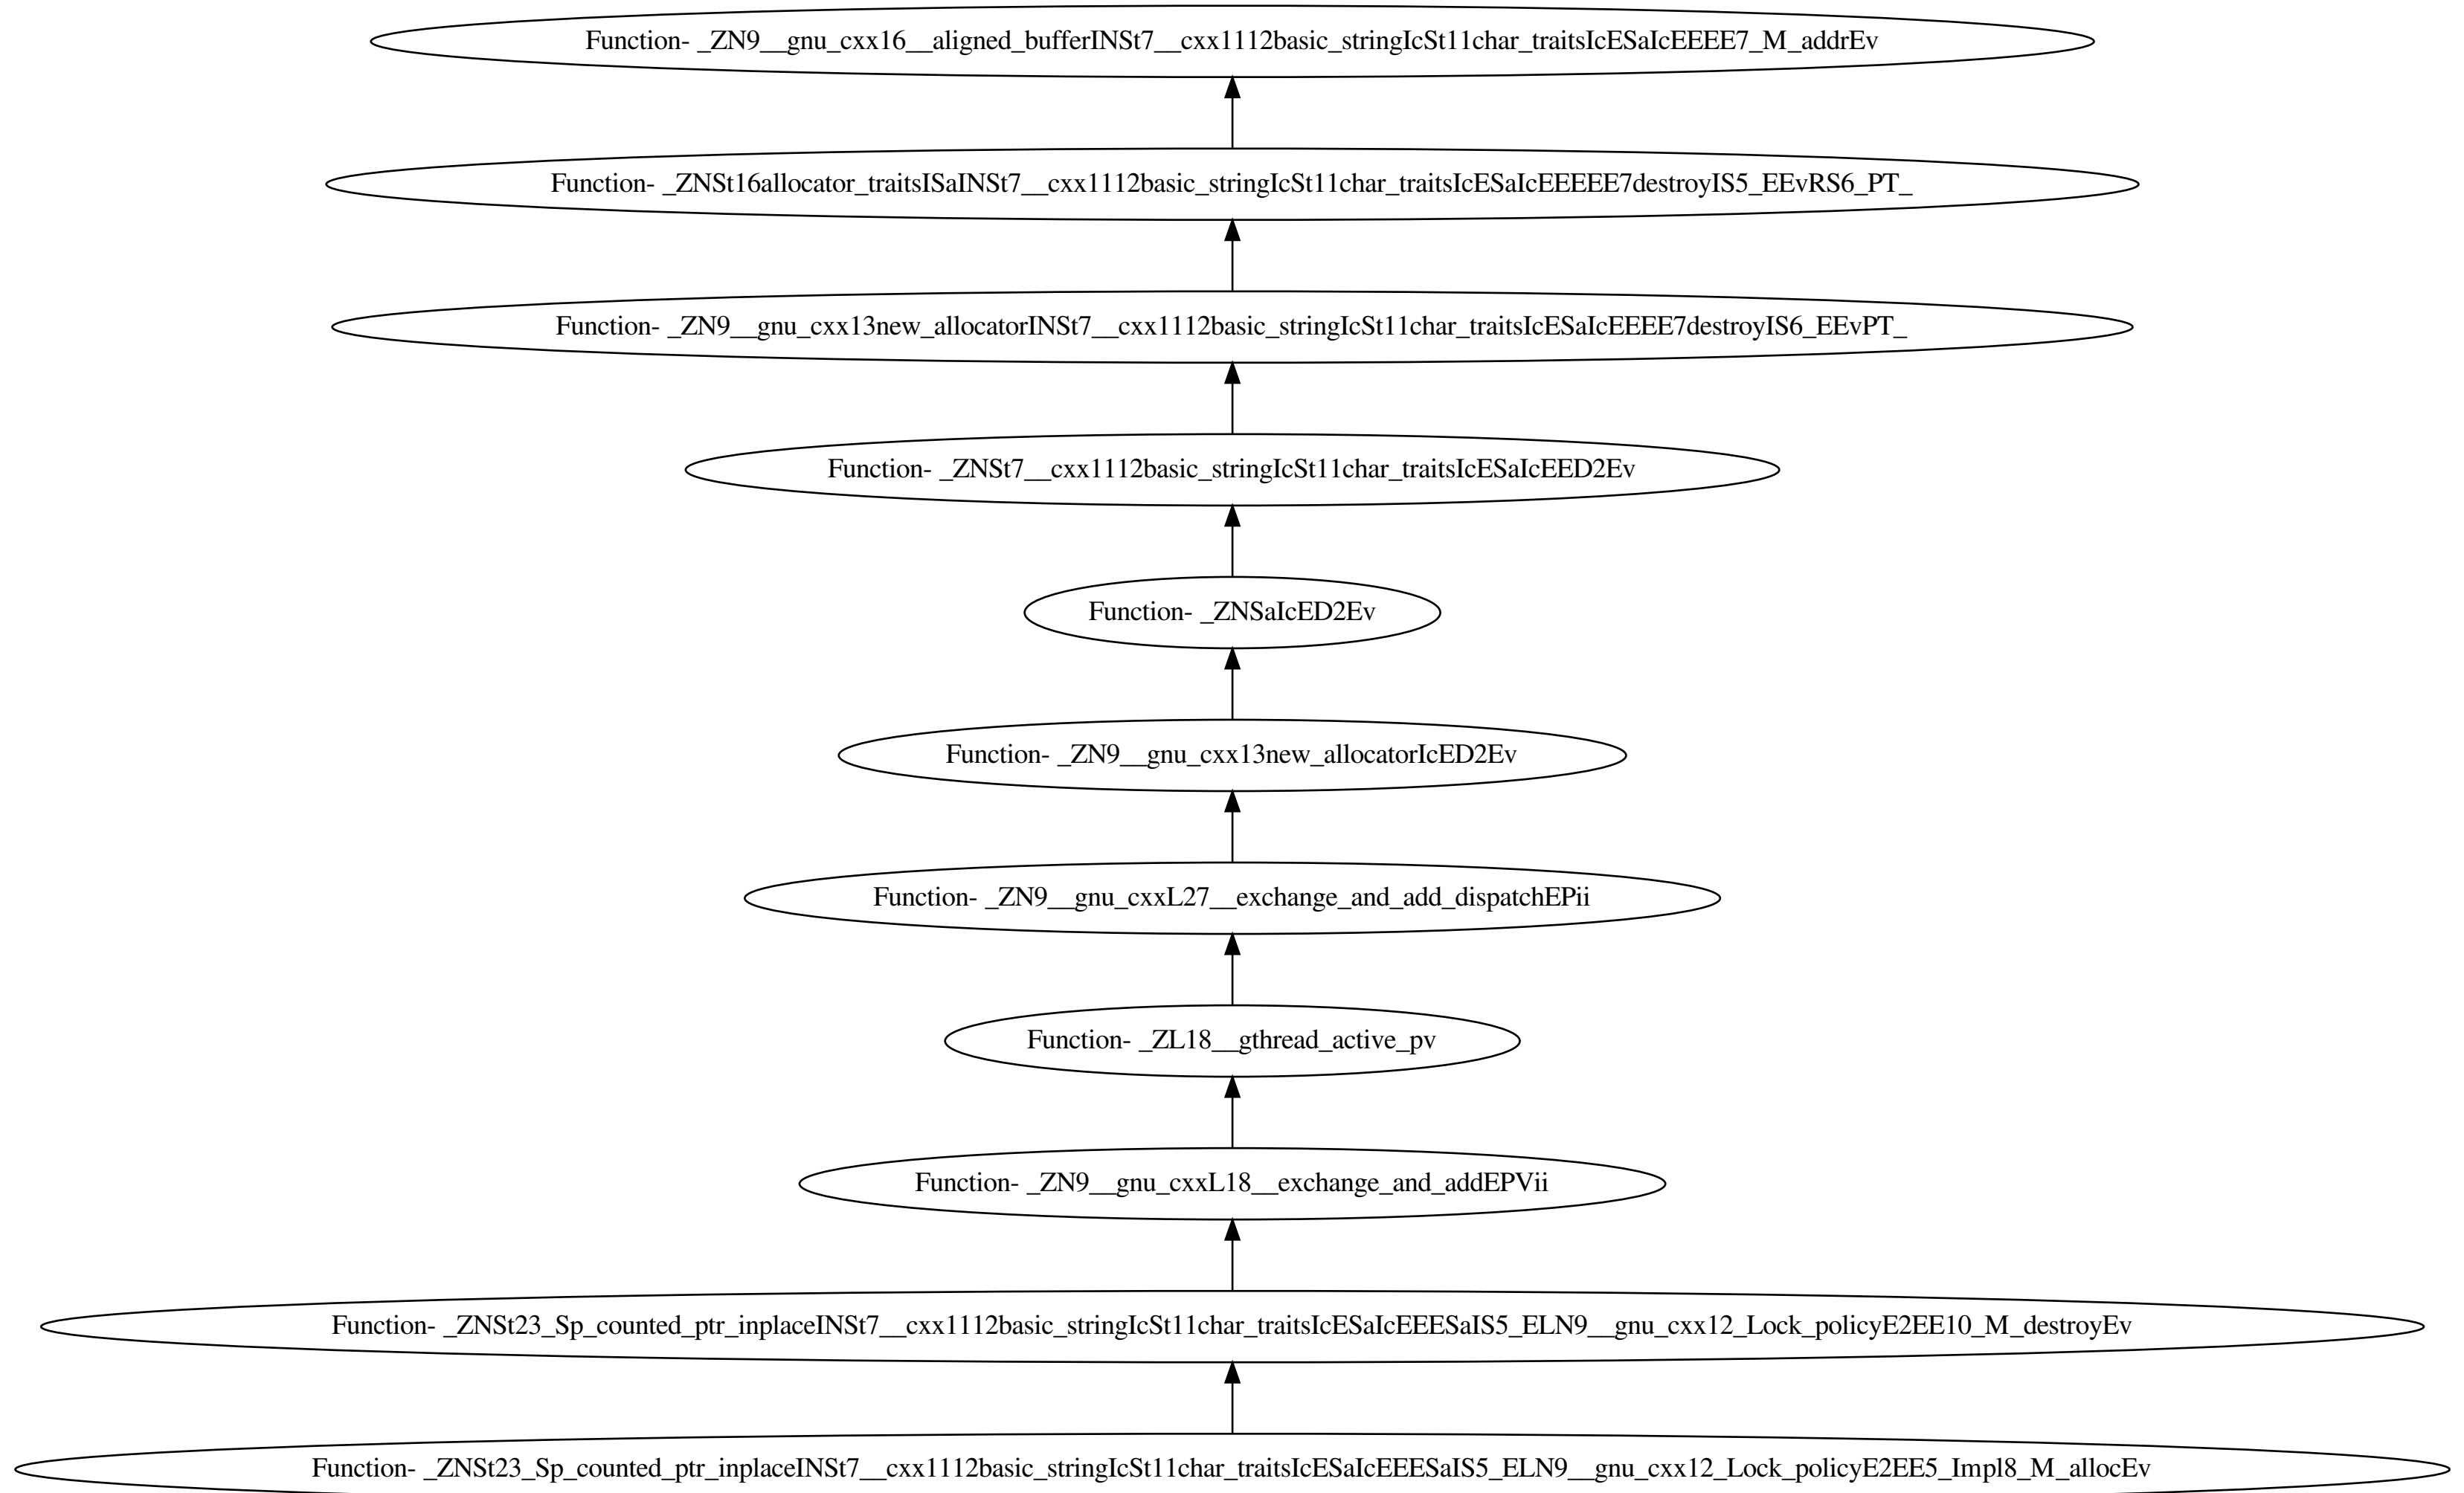 Function- _ZN9__gnu_cxx16__aligned_bufferINSt7__cxx1112basic_stringIcSt11char_traitsIcESaIcEEEE7_M_addrEv
Function- _ZNSt16allocator_traitsISaINSt7__cxx1112basic_stringIcSt11char_traitsIcESaIcEEEEE7destroyIS5_EEvRS6_PT_
Function- _ZN9__gnu_cxx13new_allocatorINSt7__cxx1112basic_stringIcSt11char_traitsIcESaIcEEEE7destroyIS6_EEvPT_
Function- _ZNSt7__cxx1112basic_stringIcSt11char_traitsIcESaIcEED2Ev
Function- _ZNSaIcED2Ev
Function- _ZN9__gnu_cxx13new_allocatorIcED2Ev
Function- _ZN9__gnu_cxxL27__exchange_and_add_dispatchEPii
Function- _ZL18__gthread_active_pv
Function- _ZN9__gnu_cxxL18__exchange_and_addEPVii
Function- _ZNSt23_Sp_counted_ptr_inplaceINSt7__cxx1112basic_stringIcSt11char_traitsIcESaIcEEESaIS5_ELN9__gnu_cxx12_Lock_policyE2EE10_M_destroyEv
Function- _ZNSt23_Sp_counted_ptr_inplaceINSt7__cxx1112basic_stringIcSt11char_traitsIcESaIcEEESaIS5_ELN9__gnu_cxx12_Lock_policyE2EE5_Impl8_M_allocEv